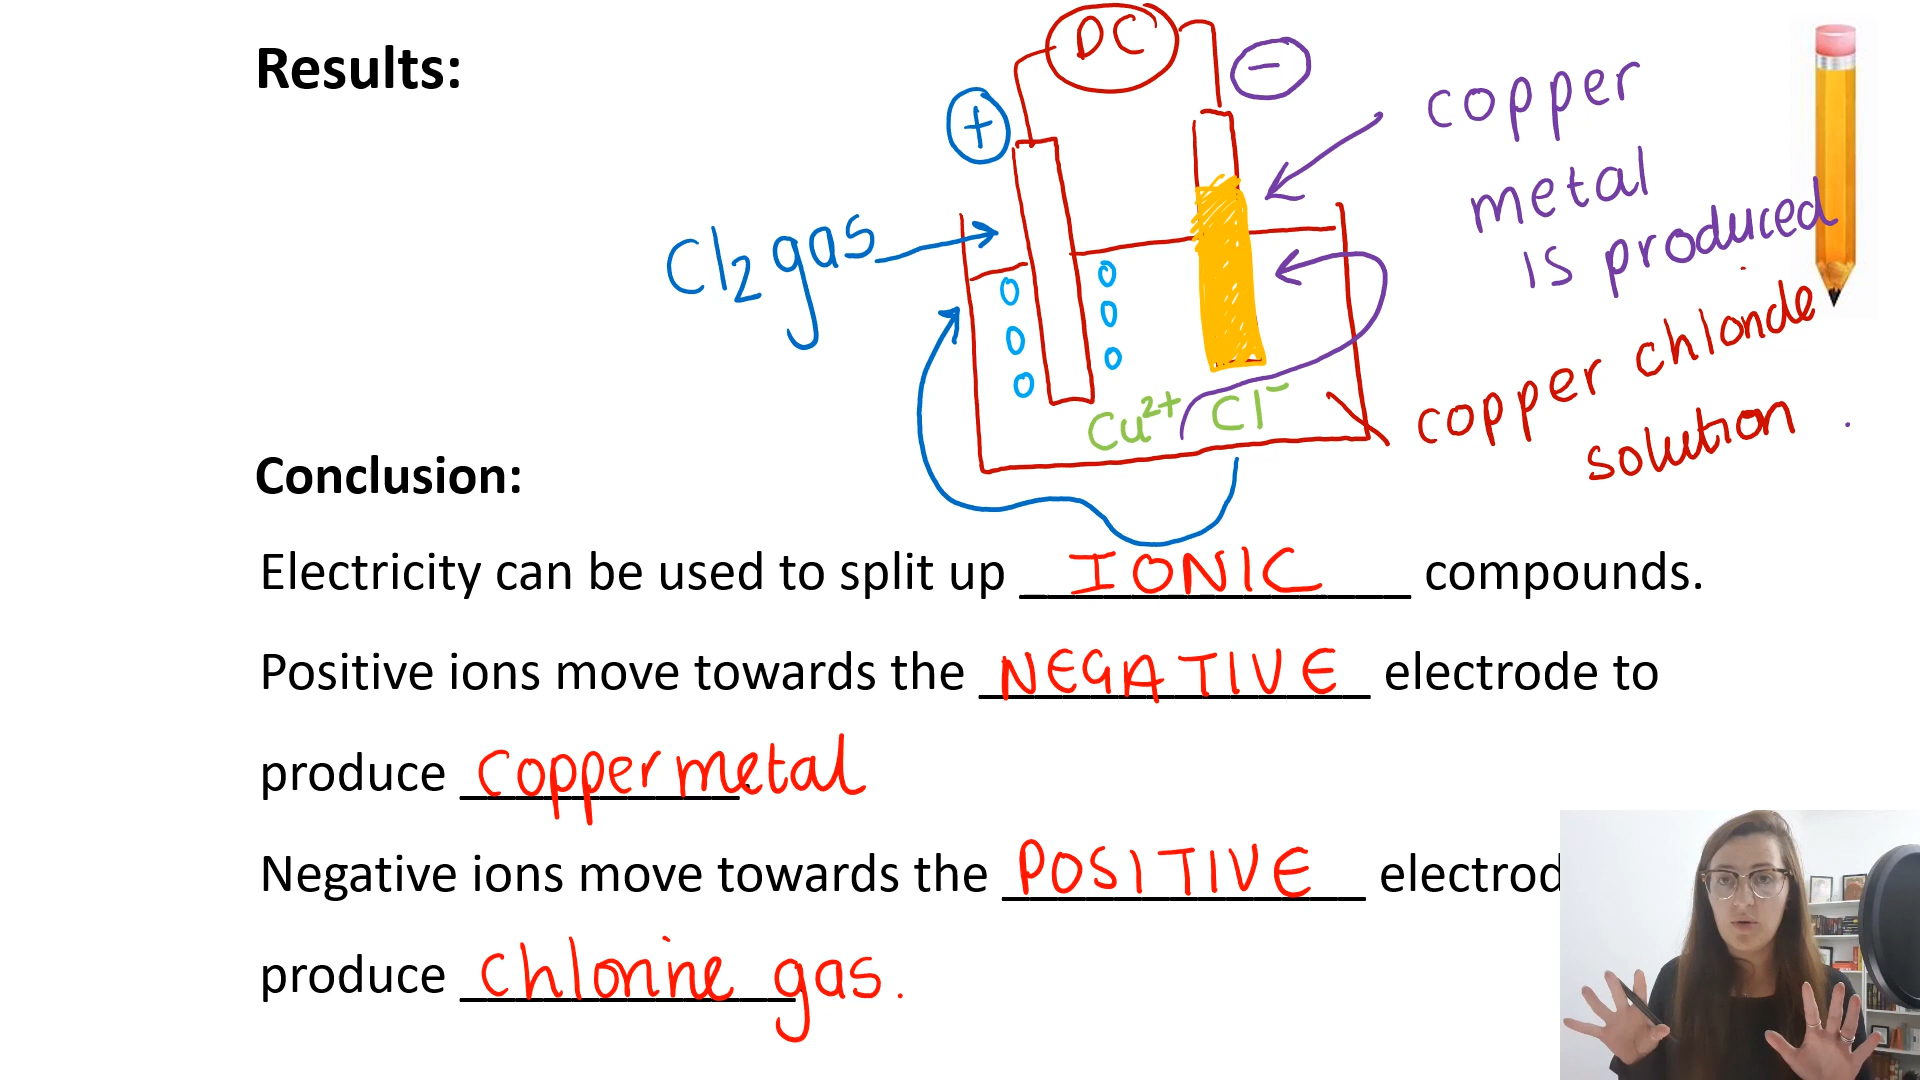 Results:
DC
+
−
copper
metal
is produced
Cl2 gas
copper chloride
solution
Cu2+ Cl−
Conclusion:
Electricity can be used to split up IONIC compounds.
Positive ions move towards the NEGATIVE electrode to
produce copper metal
Negative ions move towards the POSITIVE electrod
produce chlorine gas.